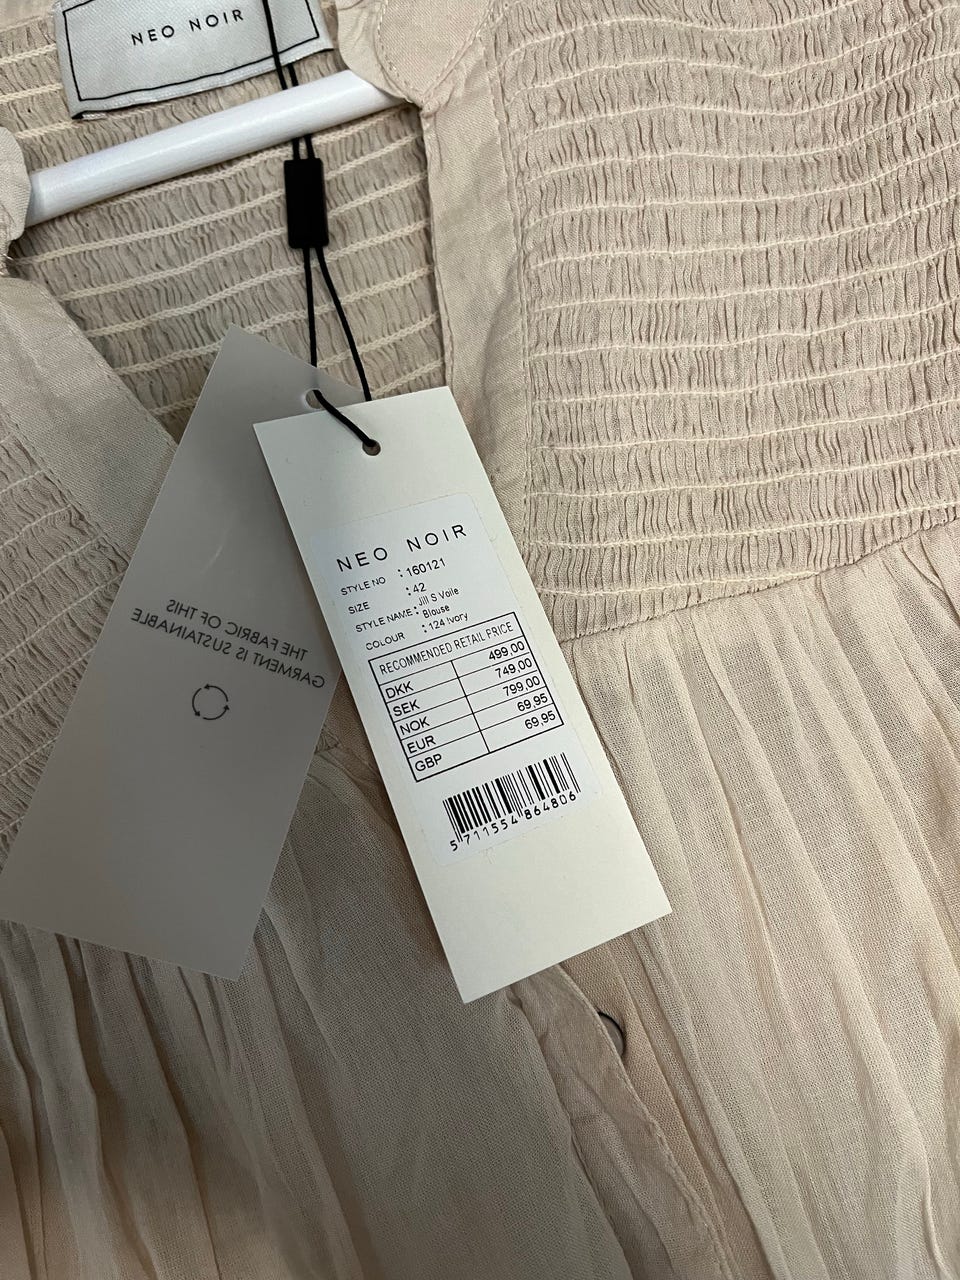 NEO NOIR
NEO NOIR
STYLE NO : 160121
SIZE : 42
STYLE NAME : Jill S Voile
Blouse
COLOUR : 124 Ivory
RECOMMENDED RETAIL PRICE
DKK 499,00
SEK 749,00
NOK 799,00
EUR 69,95
GBP 69,95
5 711554 864806
THE FABRIC OF THIS
GARMENT IS SUSTAINABLE